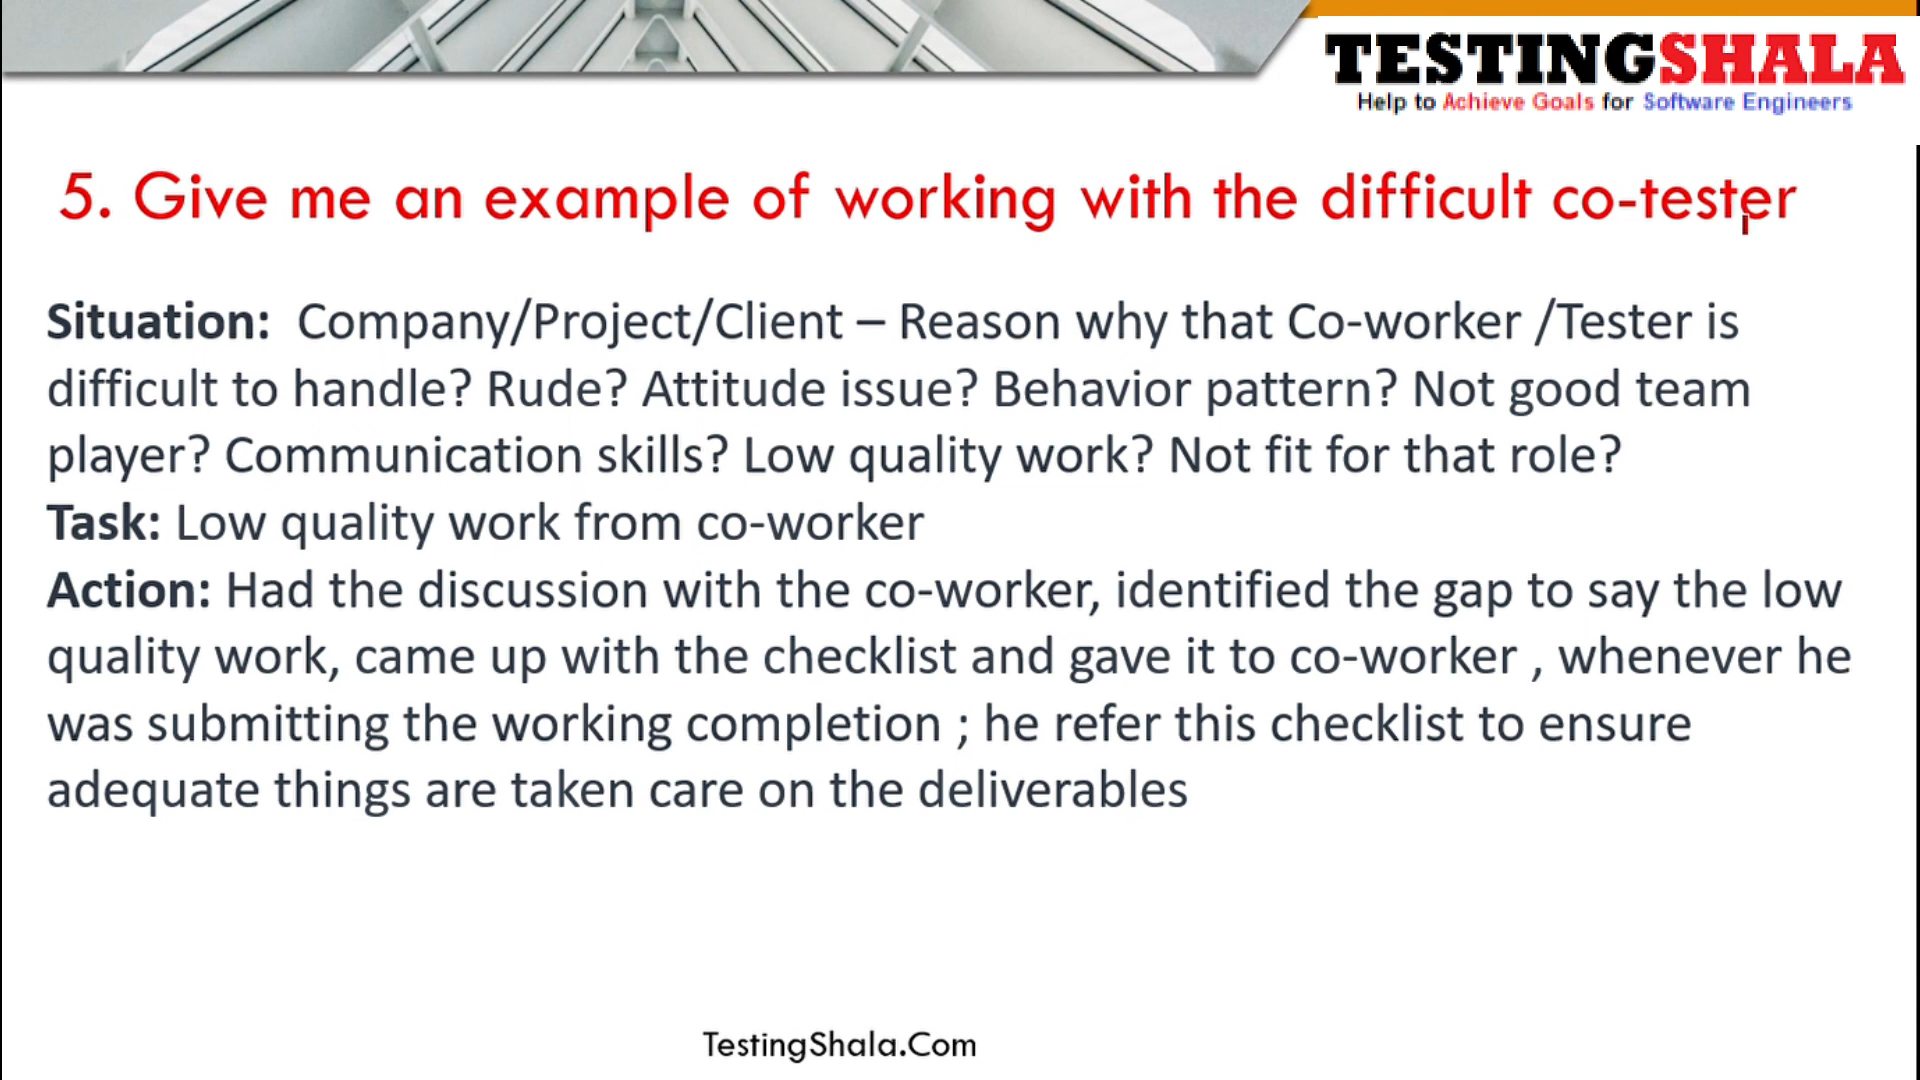 TESTINGSHALA
Help to Achieve Goals for Software Engineers
5. Give me an example of working with the difficult co-tester
Situation: Company/Project/Client – Reason why that Co-worker /Tester is
difficult to handle? Rude? Attitude issue? Behavior pattern? Not good team
player? Communication skills? Low quality work? Not fit for that role?
Task: Low quality work from co-worker
Action: Had the discussion with the co-worker, identified the gap to say the low
quality work, came up with the checklist and gave it to co-worker , whenever he
was submitting the working completion ; he refer this checklist to ensure
adequate things are taken care on the deliverables
TestingShala.Com